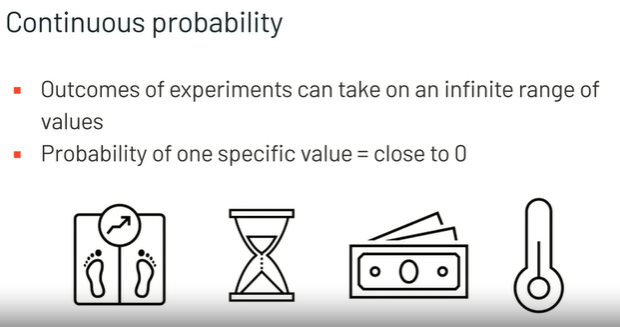 Continuous probability
▪ Outcomes of experiments can take on an infinite range of
values
▪ Probability of one specific value = close to 0